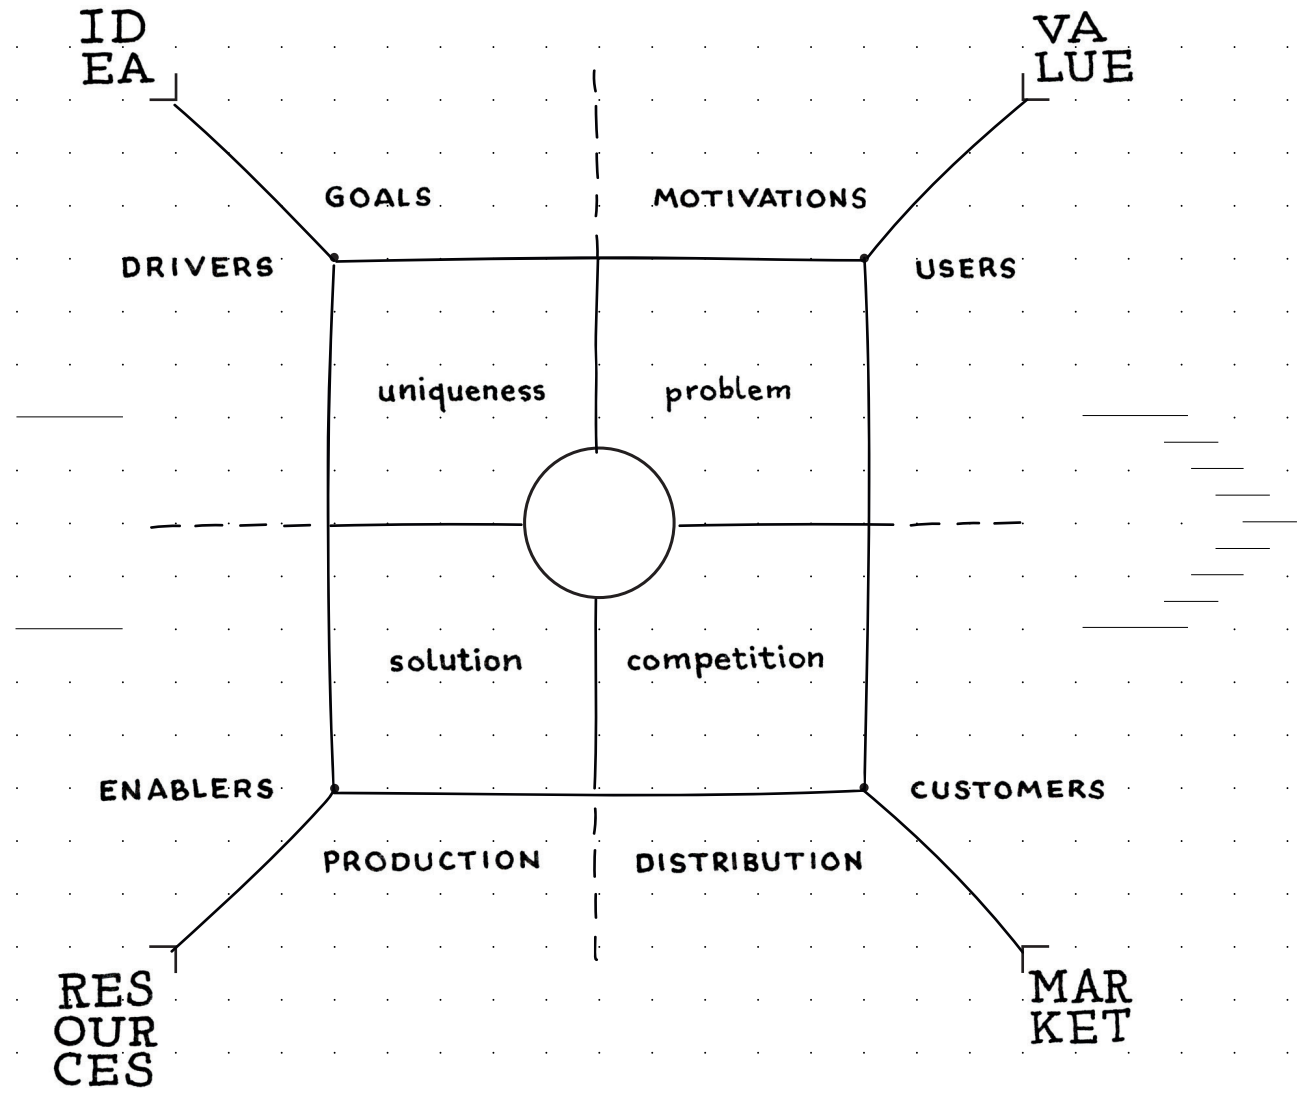 ID
EA
VA
LUE
GOALS
MOTIVATIONS
DRIVERS
USERS
uniqueness
problem
solution
competition
ENABLERS
CUSTOMERS
PRODUCTION
DISTRIBUTION
RES
OUR
CES
MAR
KET